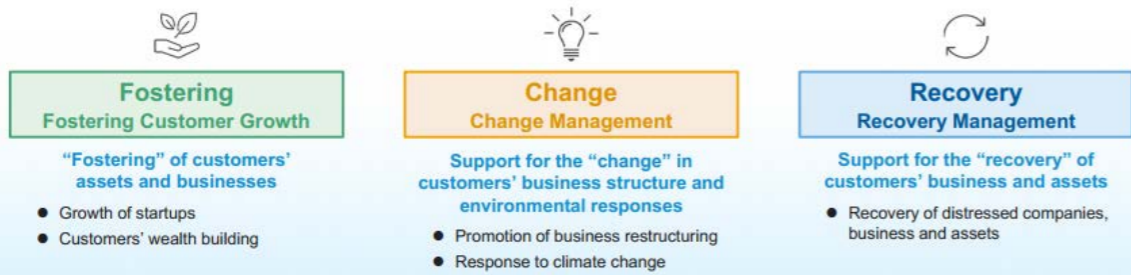 Fostering
Fostering Customer Growth
“Fostering” of customers’
assets and businesses
● Growth of startups
● Customers’ wealth building
Change
Change Management
Support for the “change” in
customers’ business structure and
environmental responses
● Promotion of business restructuring
● Response to climate change
Recovery
Recovery Management
Support for the “recovery” of
customers’ business and assets
● Recovery of distressed companies,
business and assets